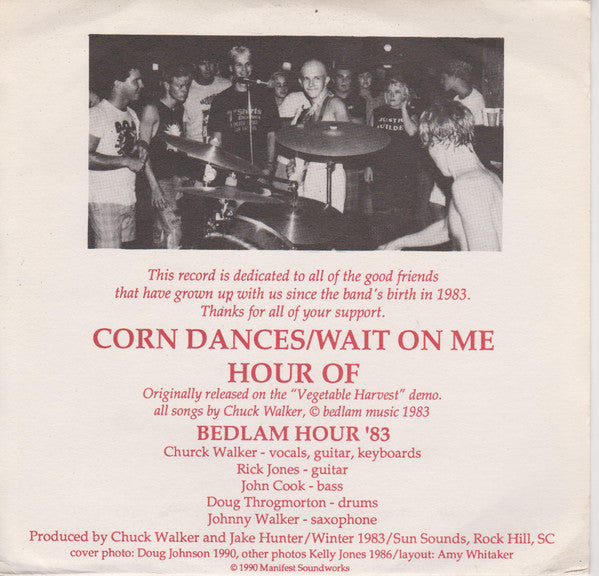 T-Shirts
JUSTI
BUILDE
This record is dedicated to all of the good friends
that have grown up with us since the band's birth in 1983.
Thanks for all of your support.
CORN DANCES/WAIT ON ME
HOUR OF
Originally released on the "Vegetable Harvest" demo.
all songs by Chuck Walker, © bedlam music 1983
BEDLAM HOUR '83
Churck Walker - vocals, guitar, keyboards
Rick Jones - guitar
John Cook - bass
Doug Throgmorton - drums
Johnny Walker - saxophone
Produced by Chuck Walker and Jake Hunter/Winter 1983/Sun Sounds, Rock Hill, SC
cover photo: Doug Johnson 1990, other photos Kelly Jones 1986/layout: Amy Whitaker
© 1990 Manifest Soundworks